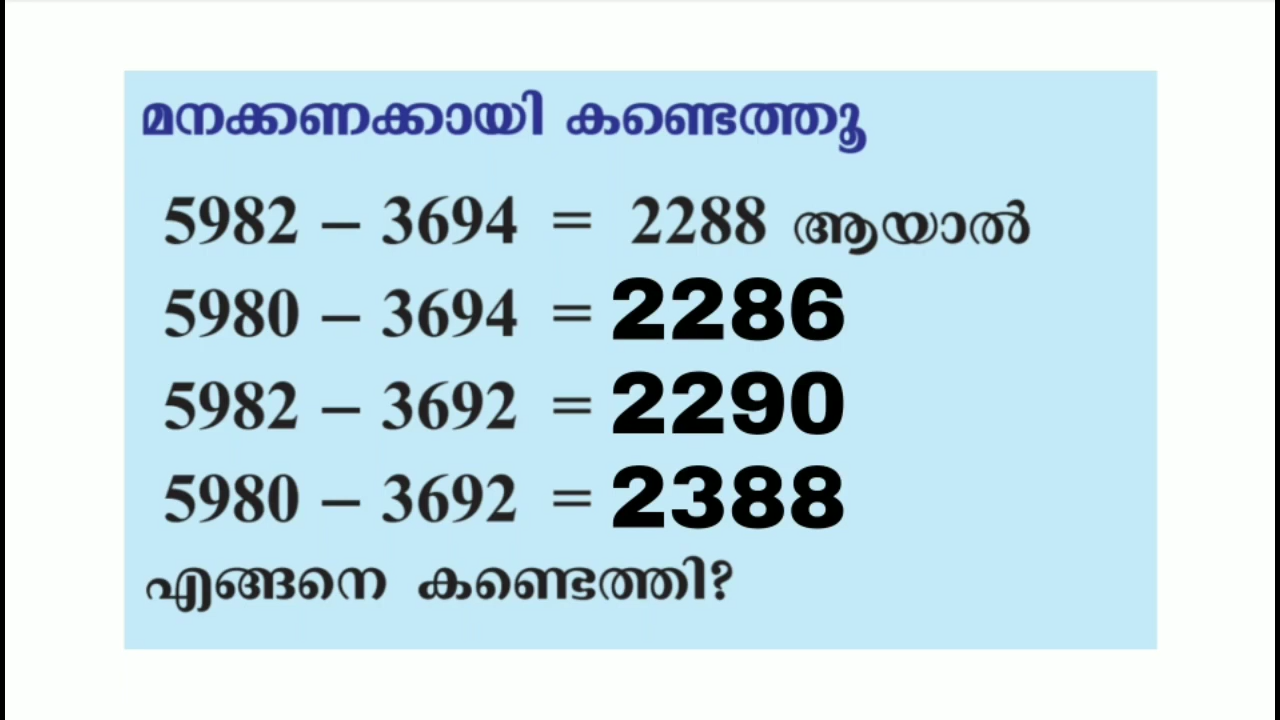 മനക്കണക്കായി കണ്ടെത്തൂ
5982 – 3694 = 2288 ആയാൽ
5980 – 3694 = 2286
5982 – 3692 = 2290
5980 – 3692 = 2388
എങ്ങനെ കണ്ടെത്തി?